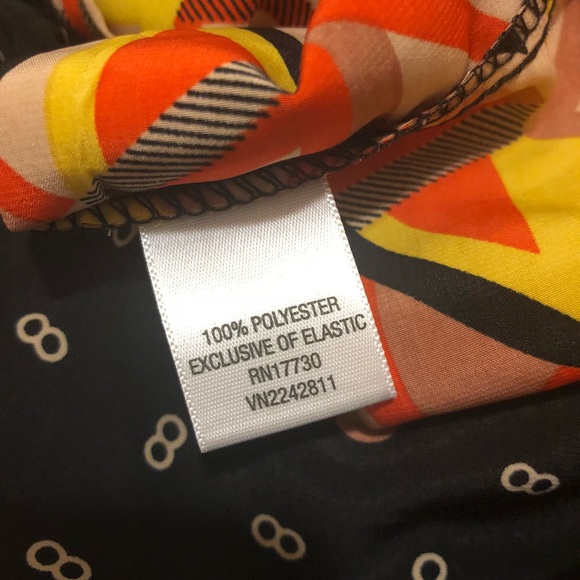 100% POLYESTER
EXCLUSIVE OF ELASTIC
RN17730
VN2242811